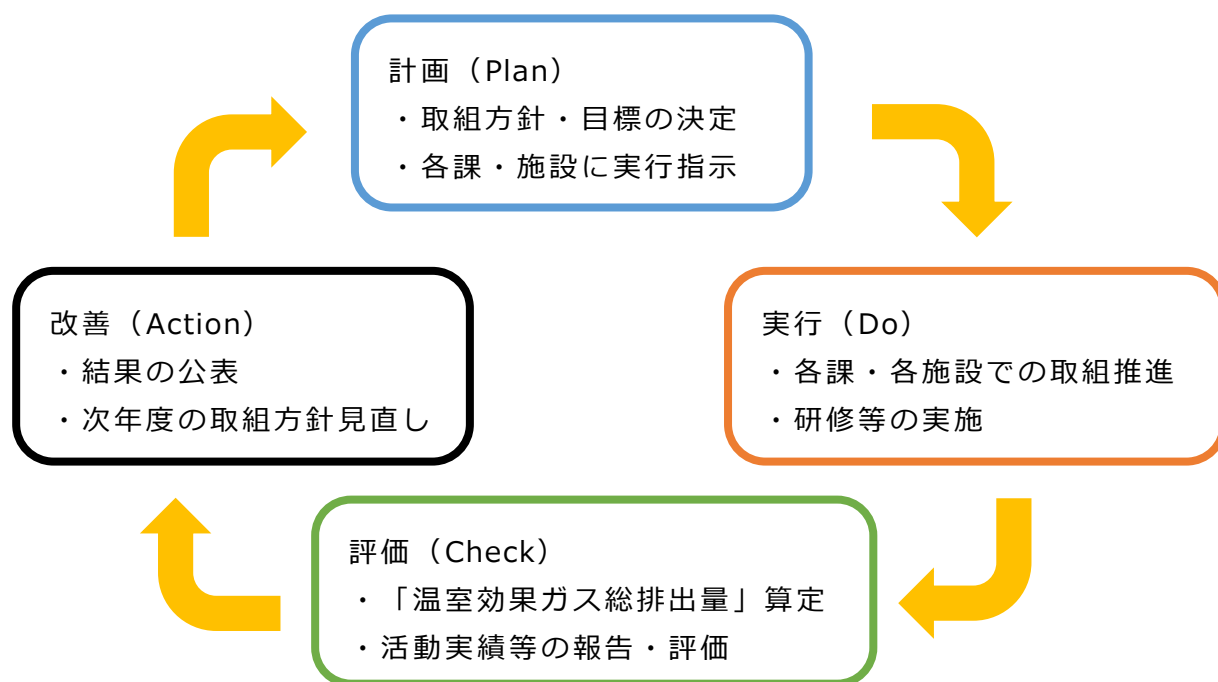 計画（Plan）
・取組方針・目標の決定
・各課・施設に実行指示
改善（Action）
・結果の公表
・次年度の取組方針見直し
実行（Do）
・各課・各施設での取組推進
・研修等の実施
評価（Check）
・「温室効果ガス総排出量」算定
・活動実績等の報告・評価